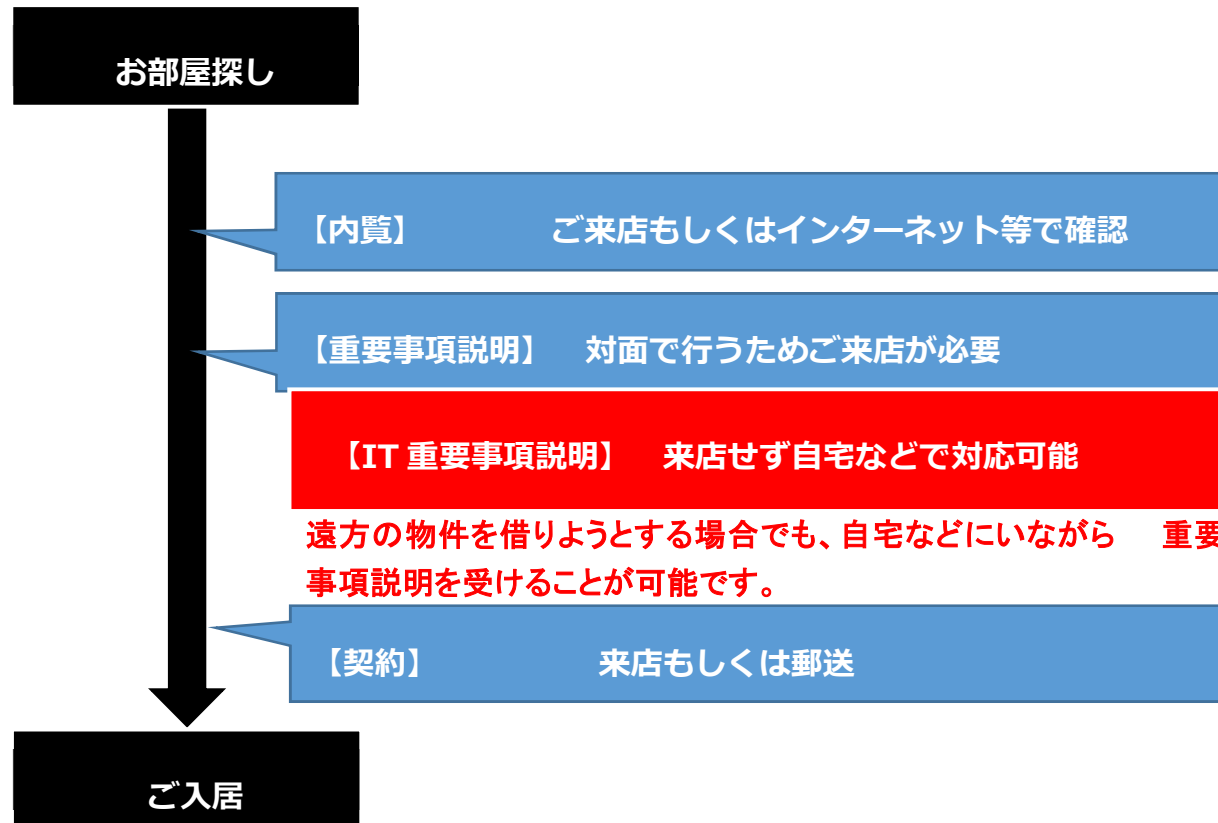 お部屋探し
【内覧】 ご来店もしくはインターネット等で確認
【重要事項説明】 対面で行うためご来店が必要
【IT 重要事項説明】 来店せず自宅などで対応可能
遠方の物件を借りようとする場合でも、自宅などにいながら 重要
事項説明を受けることが可能です。
【契約】 来店もしくは郵送
ご入居